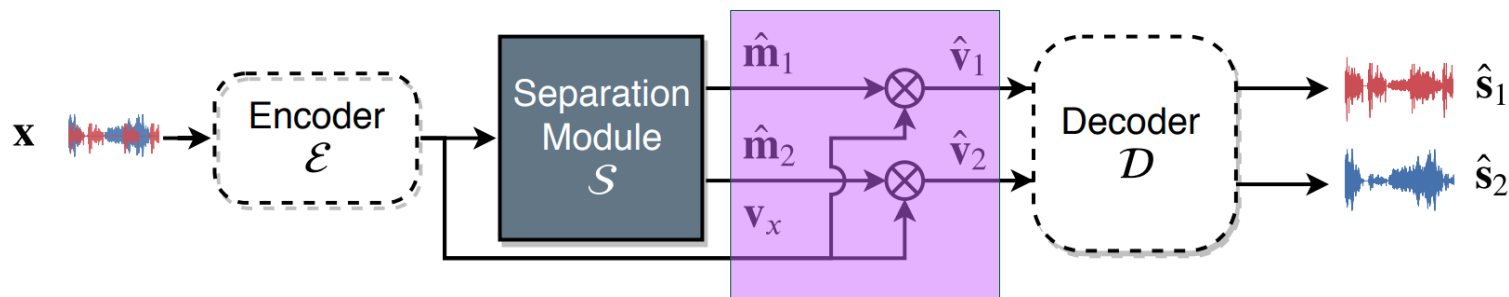 x
Encoder
ℰ
Separation
Module
𝒮
m̂₁
m̂₂
vₓ
v̂₁
v̂₂
Decoder
𝒟
ŝ₁
ŝ₂